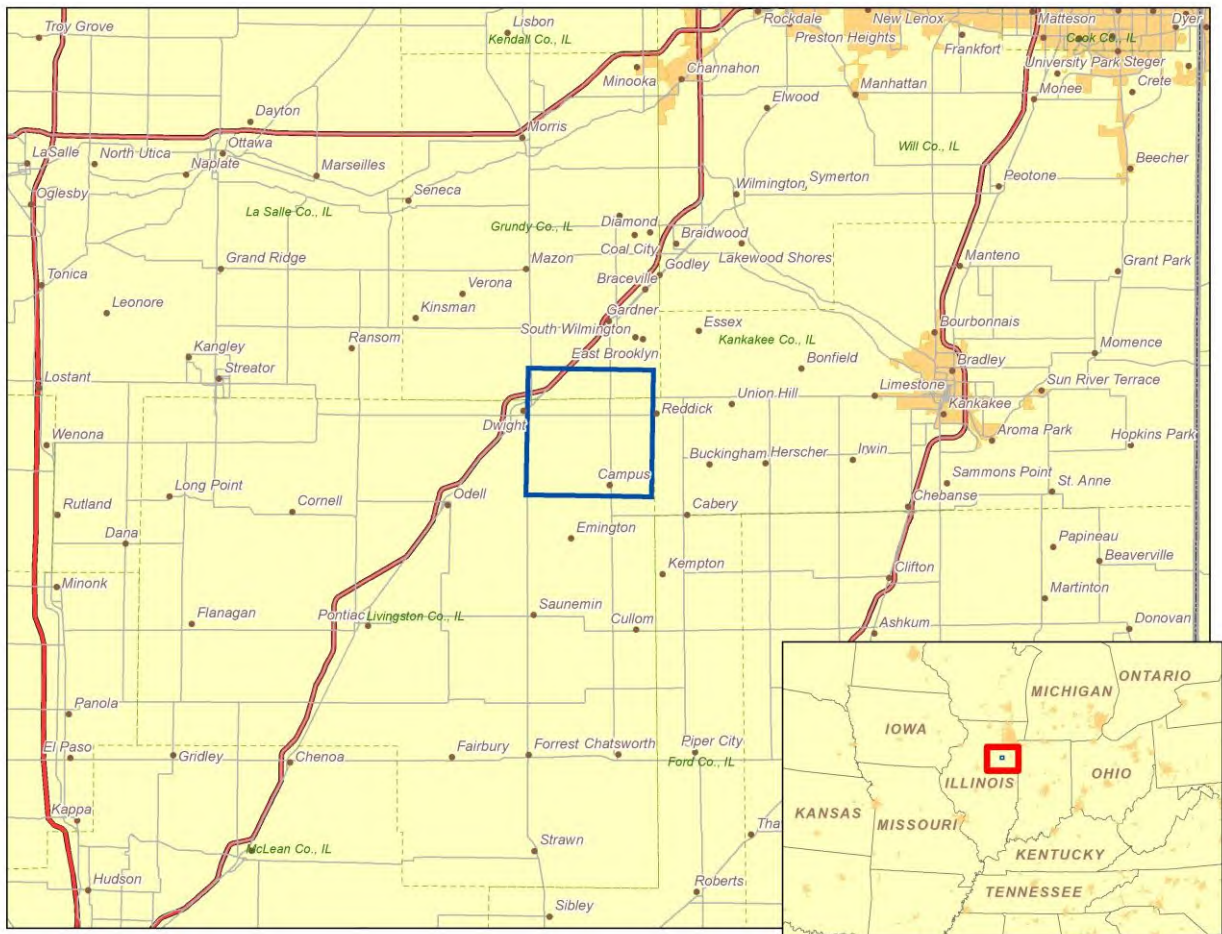 Troy Grove
Lisbon
Kendall Co., IL
Rockdale
New Lenox
Matteson
Dyer
Preston Heights
Frankfort
Cook Co., IL
Minooka
Channahon
University Park
Steger
Manhattan
Crete
Monee
Elwood
Dayton
Morris
Ottawa
LaSalle
North Utica
Naplate
Marseilles
Will Co., IL
Beecher
Oglesby
Seneca
Wilmington
Symerton
Peotone
La Salle Co., IL
Grundy Co., IL
Diamond
Braidwood
Coal City
Godley
Lakewood Shores
Manteno
Grant Park
Tonica
Grand Ridge
Mazon
Braceville
Verona
Leonore
Kinsman
Gardner
South Wilmington
Essex
Bourbonnais
Kankakee Co., IL
Kangley
Ransom
East Brooklyn
Bonfield
Bradley
Momence
Streator
Lostant
Limestone
Sun River Terrace
Dwight
Reddick
Union Hill
Kankakee
Wenona
Aroma Park
Hopkins Park
Buckingham
Herscher
Irwin
Campus
Sammons Point
Long Point
Cornell
Odell
St. Anne
Rutland
Cabery
Chebanse
Dana
Emington
Papineau
Beaverville
Kempton
Clifton
Minonk
Martinton
Flanagan
Pontiac
Livingston Co., IL
Saunemin
Cullom
Ashkum
Donovan
Panola
El Paso
Gridley
Chenoa
Fairbury
Forrest
Chatsworth
Piper City
Ford Co., IL
Kappa
McLean Co., IL
Strawn
Tha
Hudson
Roberts
Sibley
MICHIGAN
ONTARIO
IOWA
ILLINOIS
OHIO
KANSAS
MISSOURI
KENTUCKY
TENNESSEE